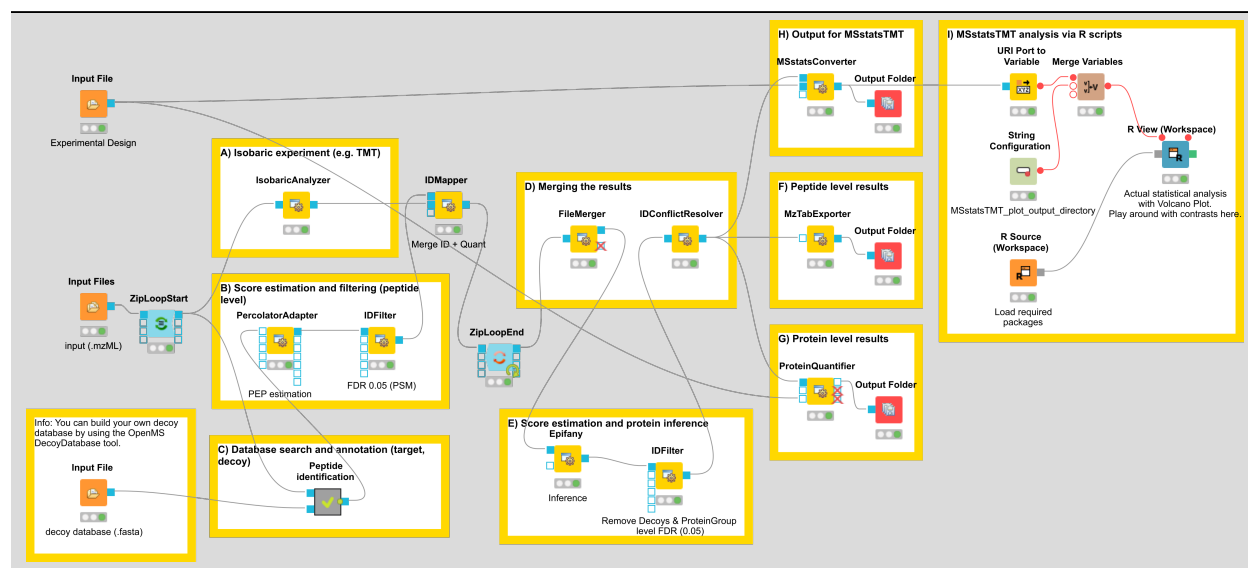 Input File
Experimental Design
A) Isobaric experiment (e.g. TMT)
IsobaricAnalyzer
IDMapper
Merge ID + Quant
Input Files
input (.mzML)
ZipLoopStart
B) Score estimation and filtering (peptide
level)
PercolatorAdapter
PEP estimation
IDFilter
FDR 0.05 (PSM)
Info: You can build your own decoy
database by using the OpenMS
DecoyDatabase tool.
Input File
decoy database (.fasta)
C) Database search and annotation (target,
decoy)
Peptide
identification
ZipLoopEnd
D) Merging the results
FileMerger
IDConflictResolver
E) Score estimation and protein inference
Epifany
Inference
IDFilter
Remove Decoys & ProteinGroup
level FDR (0.05)
H) Output for MSstatsTMT
MSstatsConverter
Output Folder
F) Peptide level results
MzTabExporter
Output Folder
G) Protein level results
ProteinQuantifier
Output Folder
I) MSstatsTMT analysis via R scripts
URI Port to
Variable
XYZ
Merge Variables
V
V
V
String
Configuration
MSstatsTMT_plot_output_directory
R View (Workspace)
R
Actual statistical analysis
with Volcano Plot.
Play around with contrasts here.
R Source
(Workspace)
R
Load required
packages